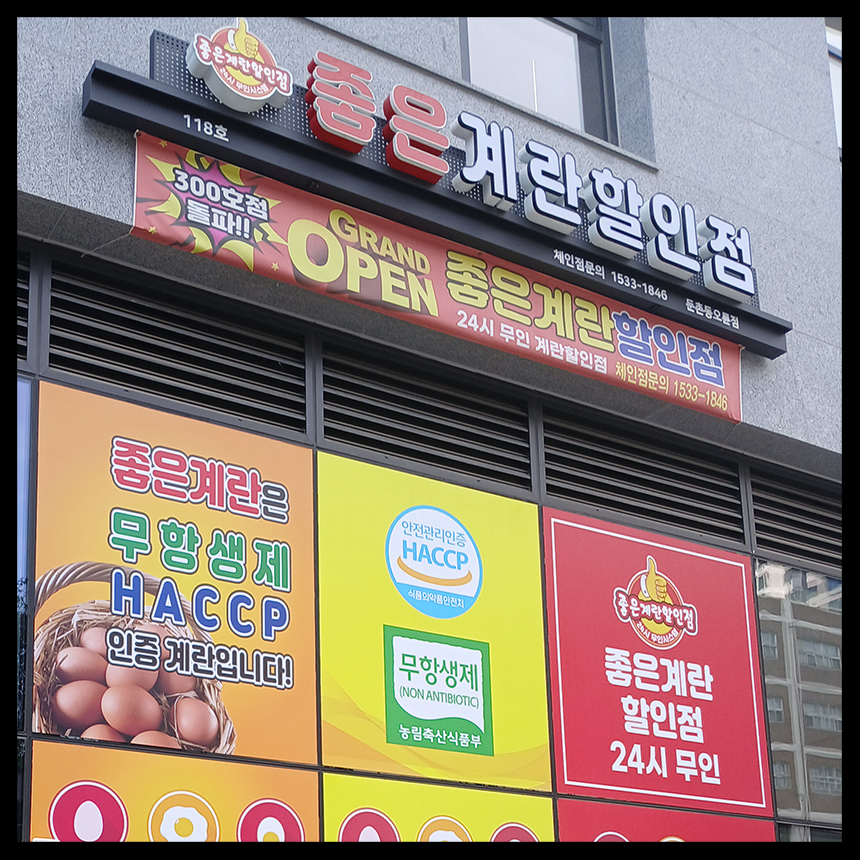 좋은계란할인점
24시 무인시스템
좋은계란할인점
118호
체인점문의 1533-1846
둔촌동오륜점
300호점
돌파!!
GRAND
OPEN
좋은계란할인점
24시 무인 계란할인점
체인점문의 1533-1846
좋은계란은
무항생제
HACCP
인증 계란입니다!
안전관리인증
HACCP
식품의약품안전처
무항생제
(NON ANTIBIOTIC)
농림축산식품부
좋은계란할인점
24시 무인시스템
좋은계란
할인점
24시 무인